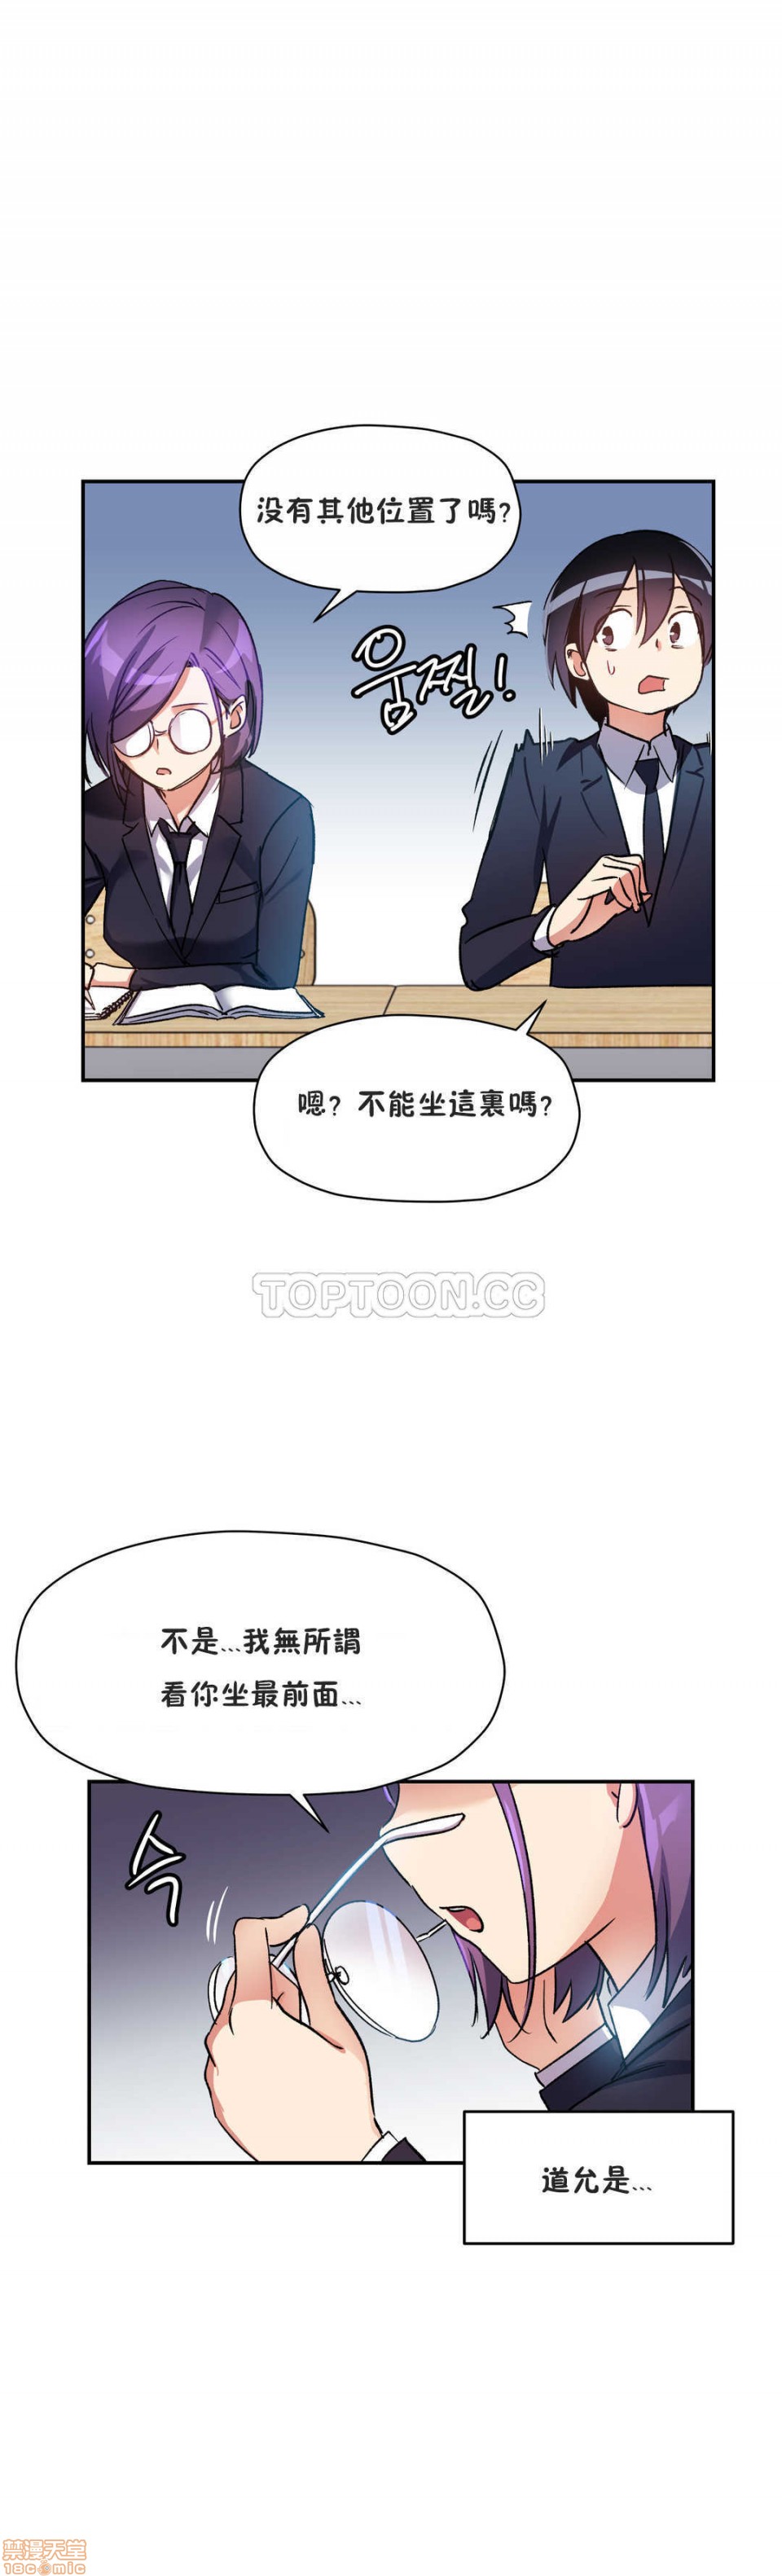 没有其他位置了嗎?
움찔!
嗯? 不能坐這裏嗎?
TOPTOON.CC
不是...我無所謂
看你坐最前面...
슥
道允是...
禁漫天堂
18comic